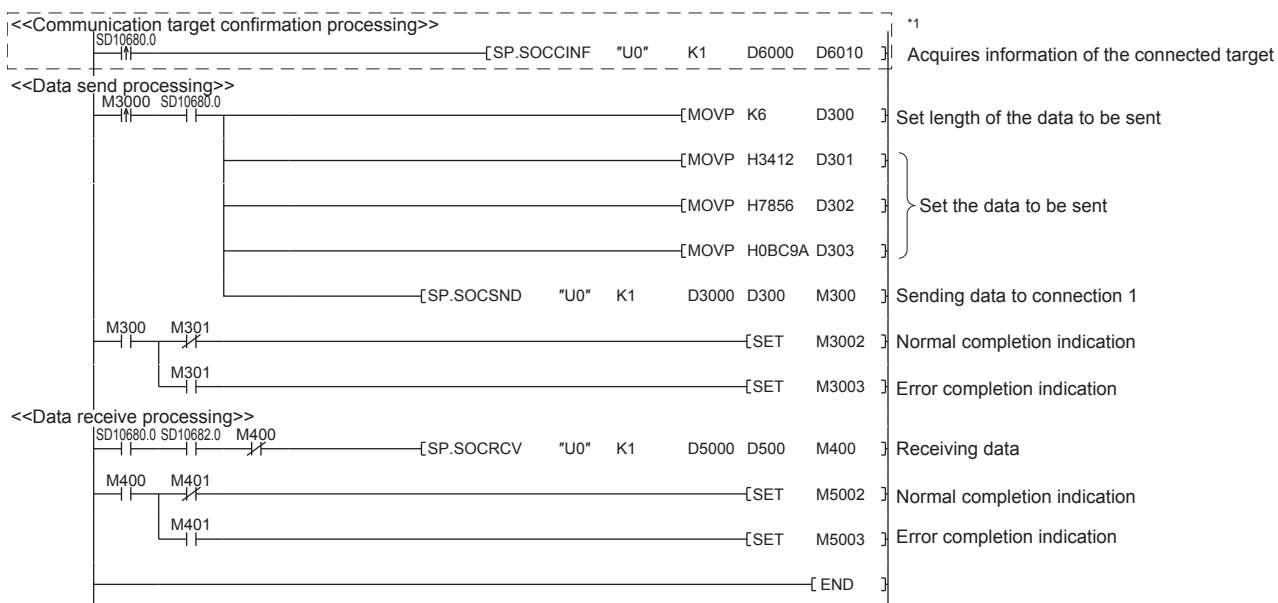 <<Communication target confirmation processing>>
*1
SD10680.0
[SP.SOCCINF "U0" K1 D6000 D6010 ] Acquires information of the connected target
<<Data send processing>>
M3000 SD10680.0
[MOVP K6 D300 ] Set length of the data to be sent
[MOVP H3412 D301 ]
[MOVP H7856 D302 ] Set the data to be sent
[MOVP H0BC9A D303 ]
[SP.SOCSND "U0" K1 D3000 D300 M300 ] Sending data to connection 1
M300 M301
[SET M3002 ] Normal completion indication
M301
[SET M3003 ] Error completion indication
<<Data receive processing>>
SD10680.0 SD10682.0 M400
[SP.SOCRCV "U0" K1 D5000 D500 M400 ] Receiving data
M400 M401
[SET M5002 ] Normal completion indication
M401
[SET M5003 ] Error completion indication
[ END ]